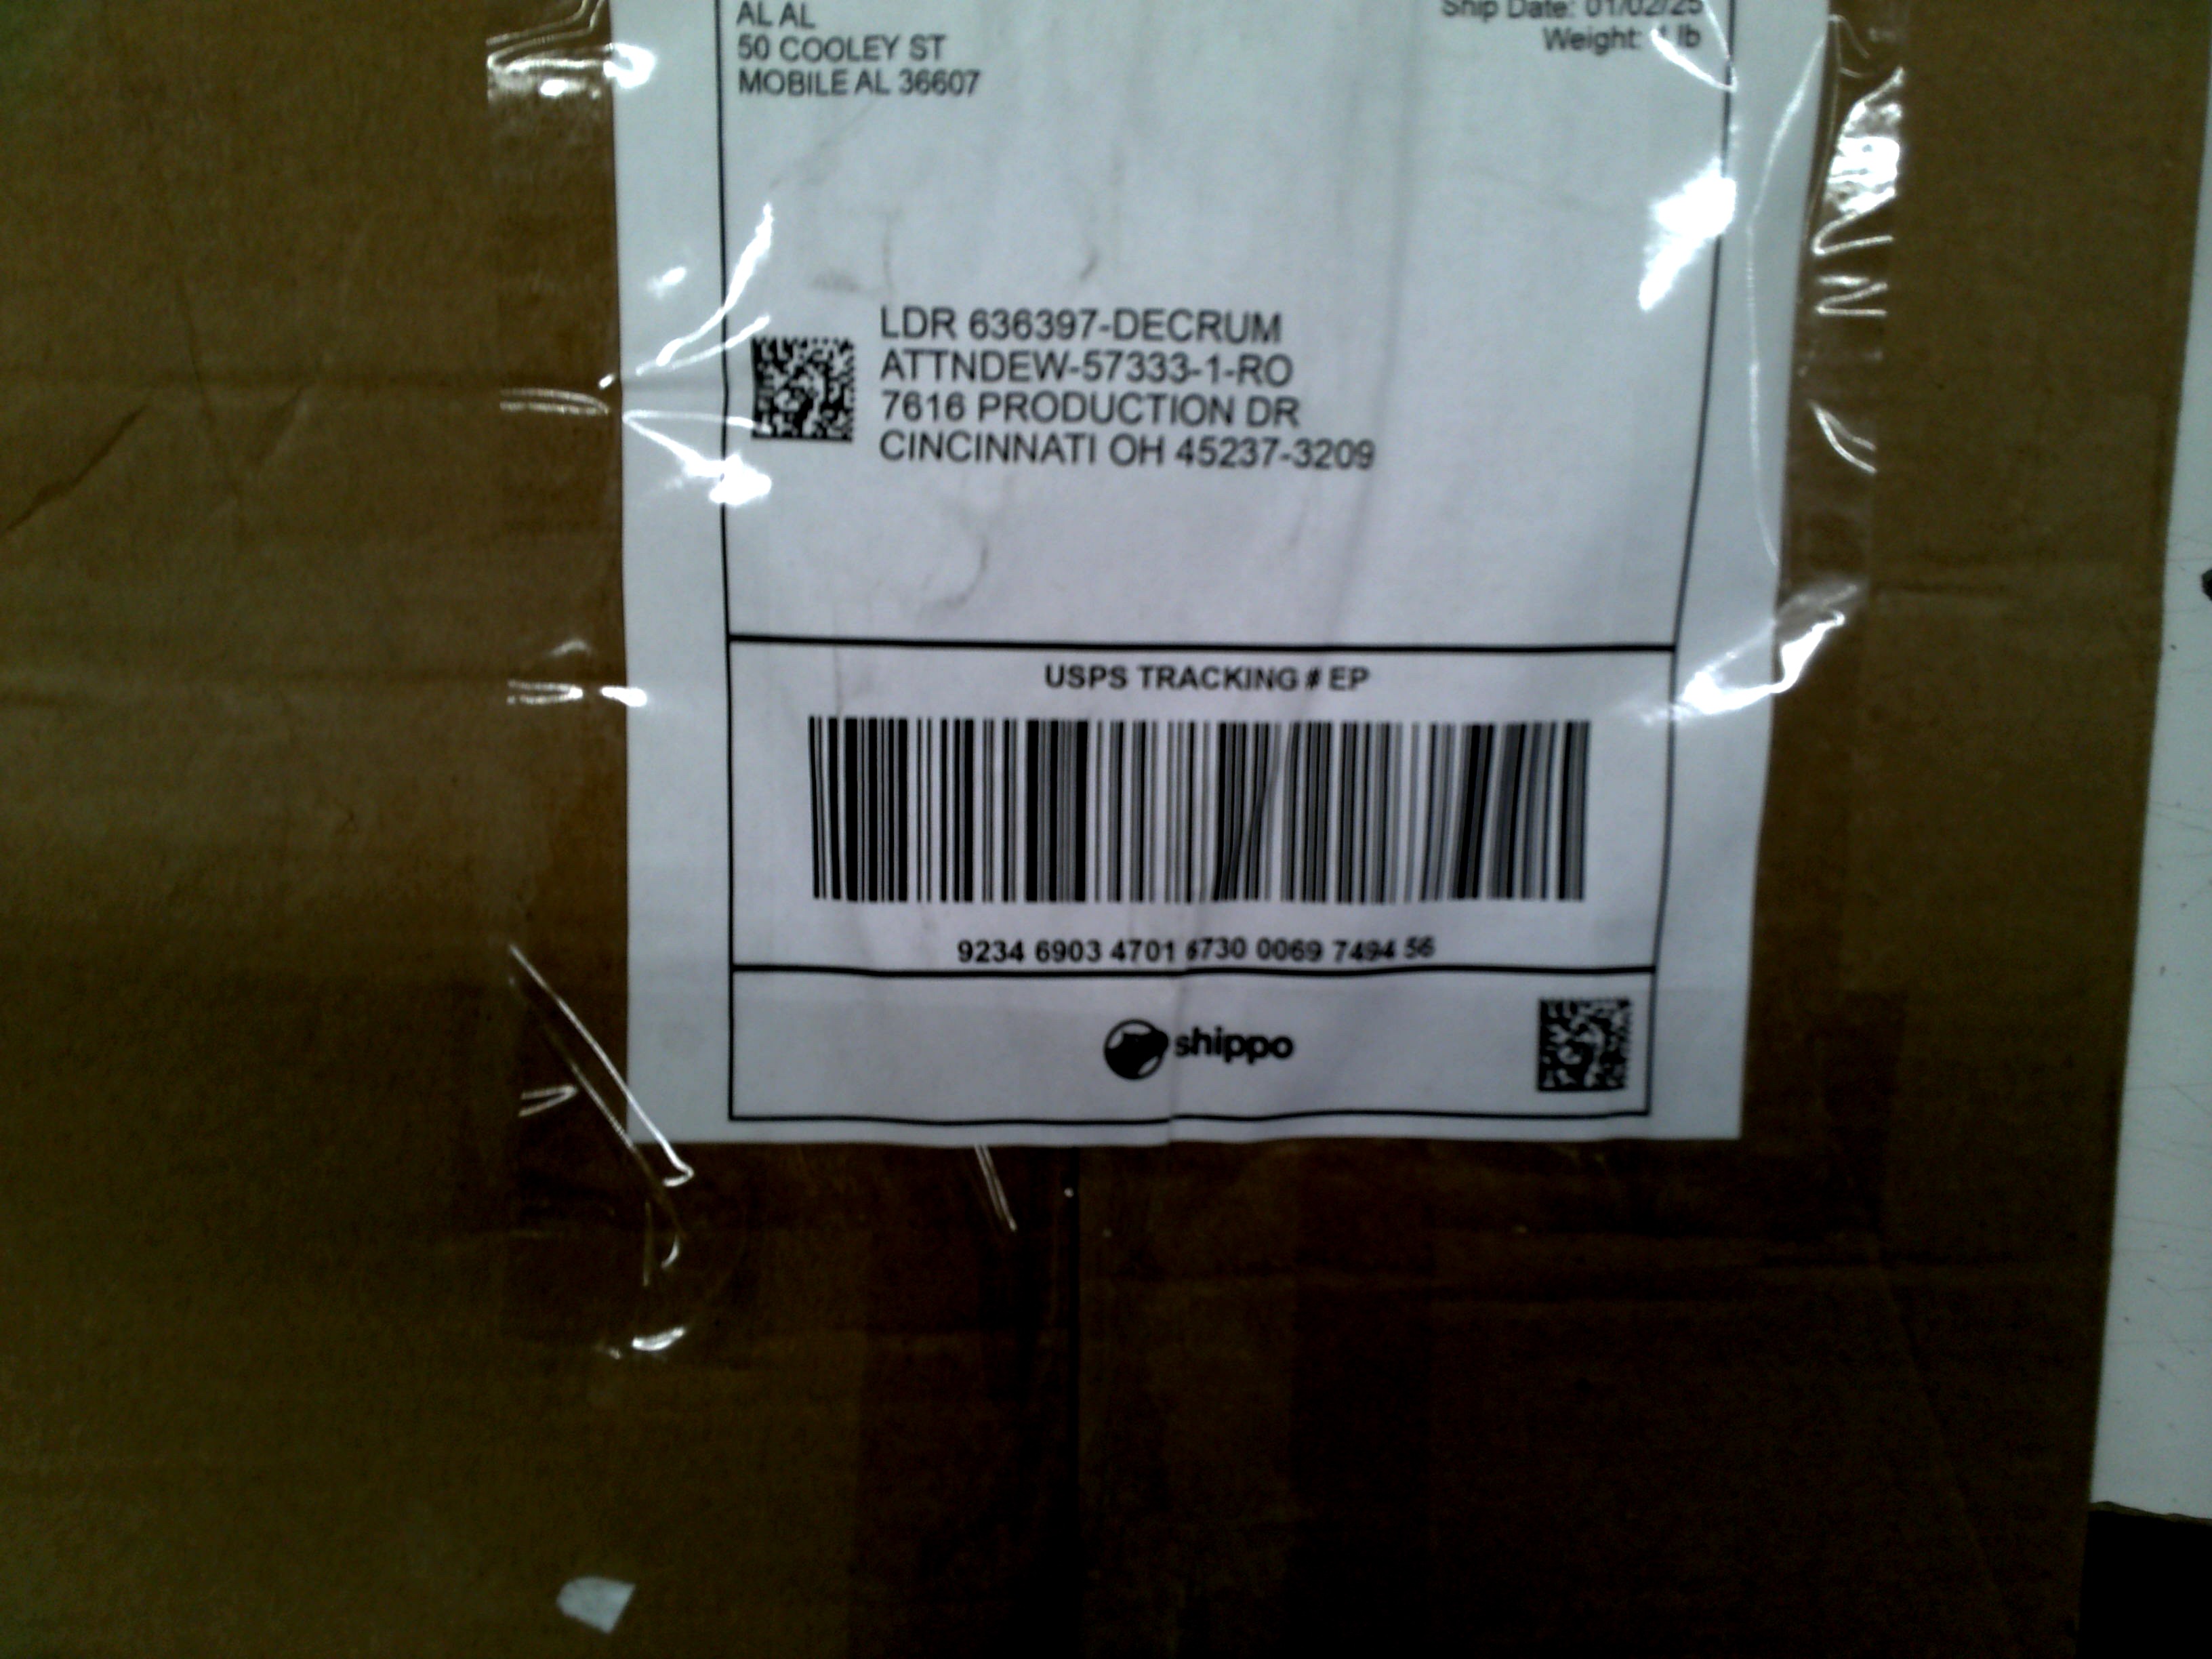 AL AL
50 COOLEY ST
MOBILE AL 36607
Ship Date: 01/02/25
Weight: lb
LDR 636397-DECRUM
ATTNDEW-57333-1-RO
7616 PRODUCTION DR
CINCINNATI OH 45237-3209
USPS TRACKING # EP
9234 6903 4701 6730 0069 7494 56
shippo